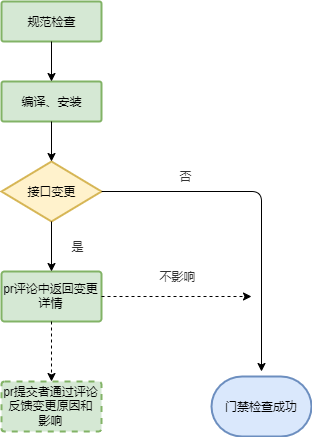 规范检查
编译、安装
接口变更
否
是
pr评论中返回变更
详情
不影响
pr提交者通过评论
反馈变更原因和
影响
门禁检查成功